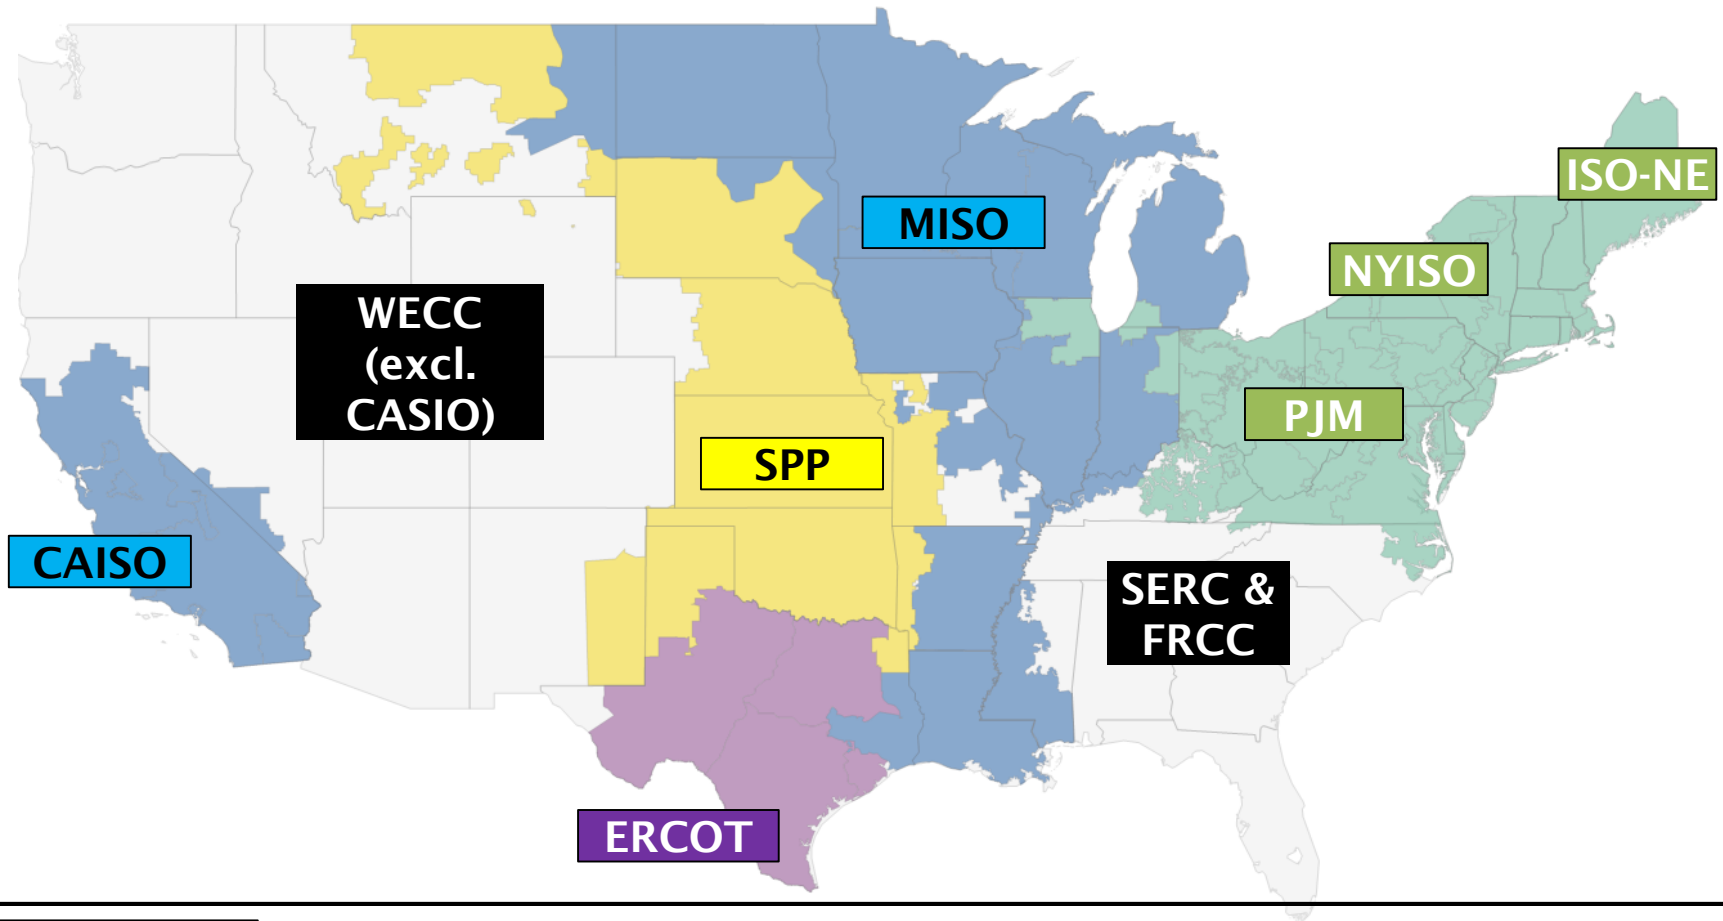 ISO-NE
MISO
NYISO
WECC
(excl.
CASIO)
PJM
SPP
CAISO
SERC &
FRCC
ERCOT